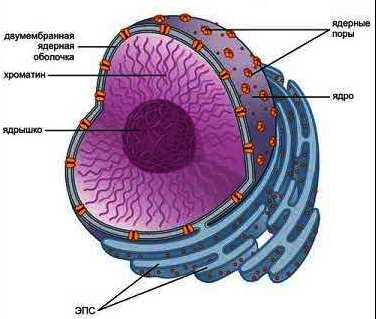 двумембранная
ядерная
оболочка
хроматин
ядрышко
ядерные
поры
ядро
ЭПС